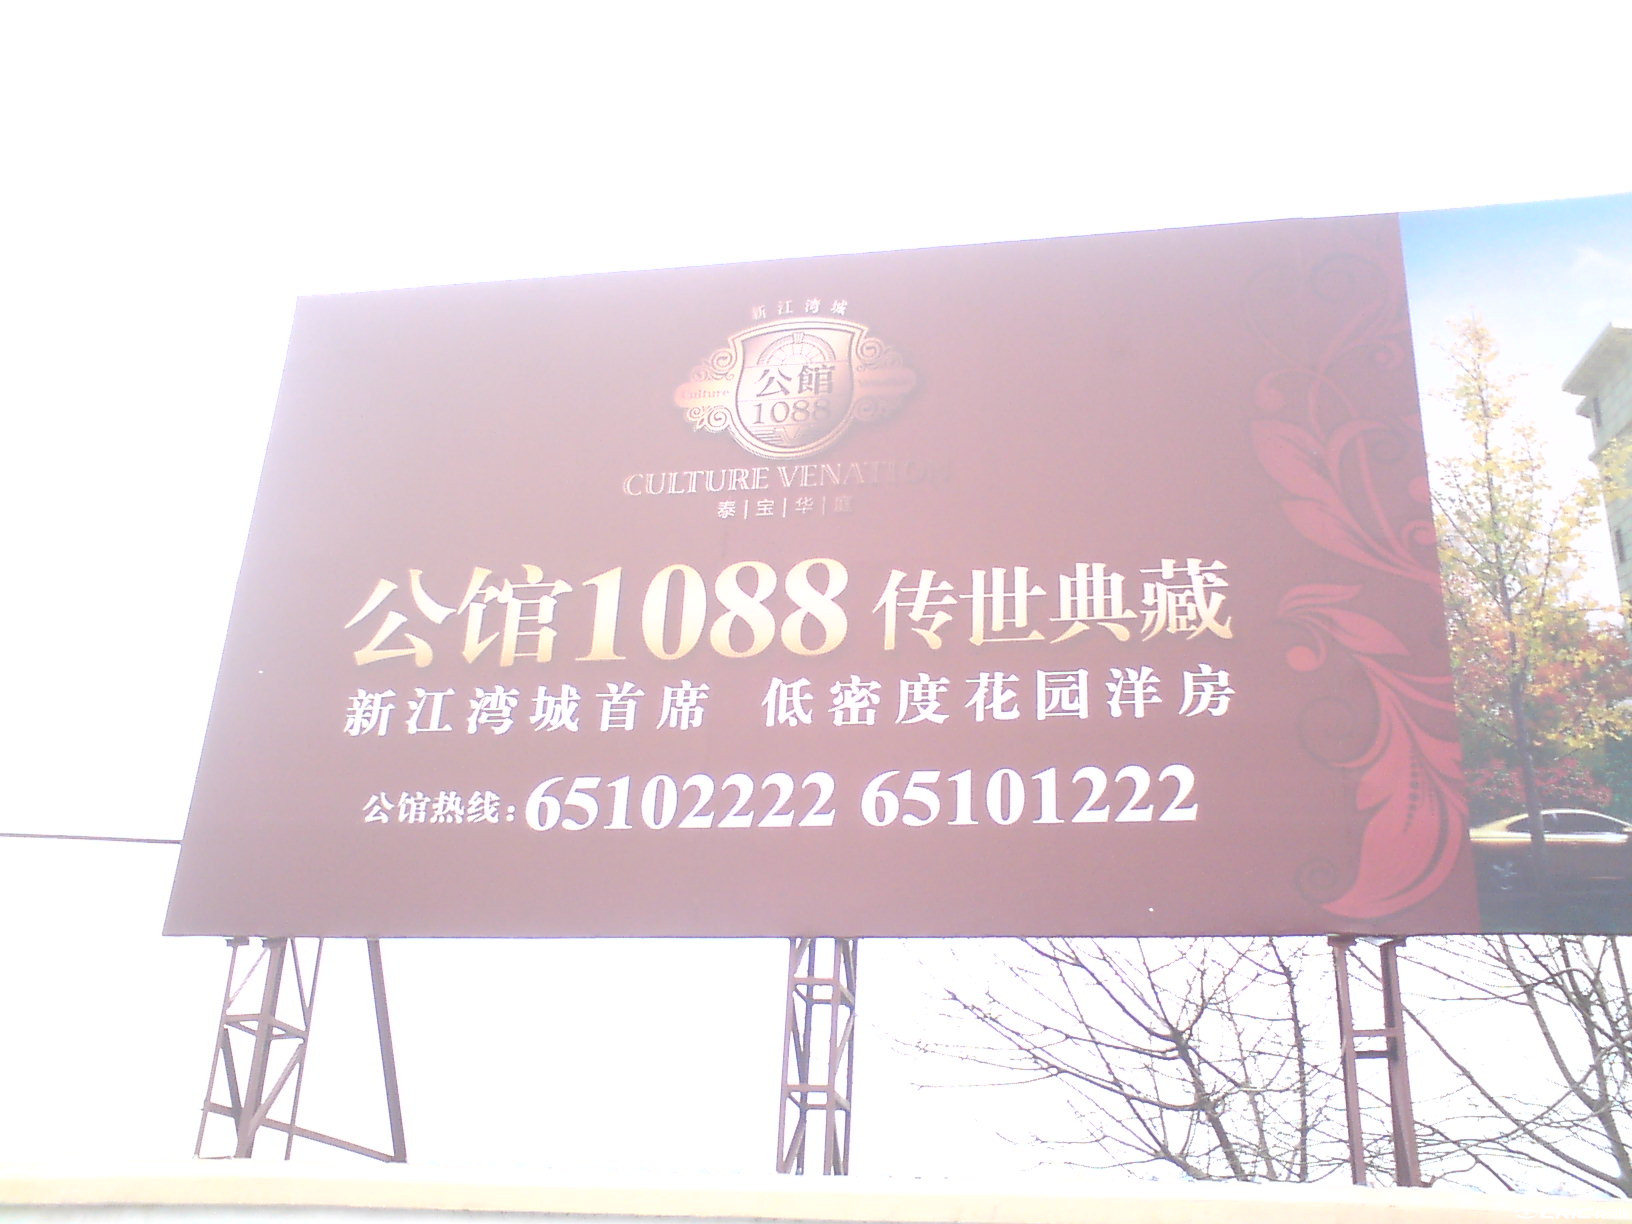 新江湾城
Culture
公館
1088
CULTURE VENATION
泰|宝|华|庭
公馆1088 传世典藏
新江湾城首席 低密度花园洋房
公馆热线:65102222 65101222